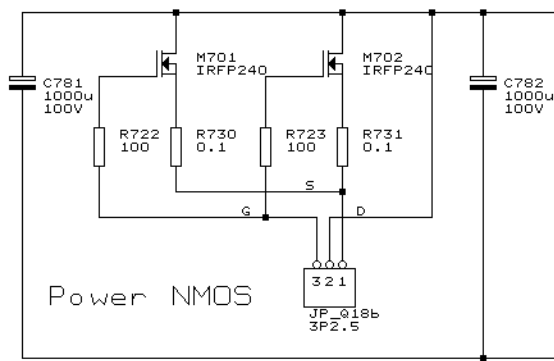 M701
IRFP240
M702
IRFP240
C781
1000u
100V
C782
1000u
100V
R722
100
R730
0.1
R723
100
R731
0.1
S
G
D
321
Power NMOS
JP_Q18b
3P2.5